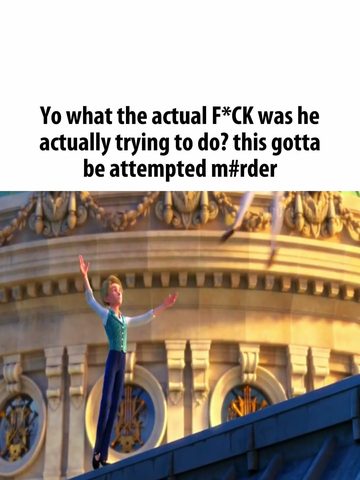 Yo what the actual F*CK was he
actually trying to do? this gotta
be attempted m#rder